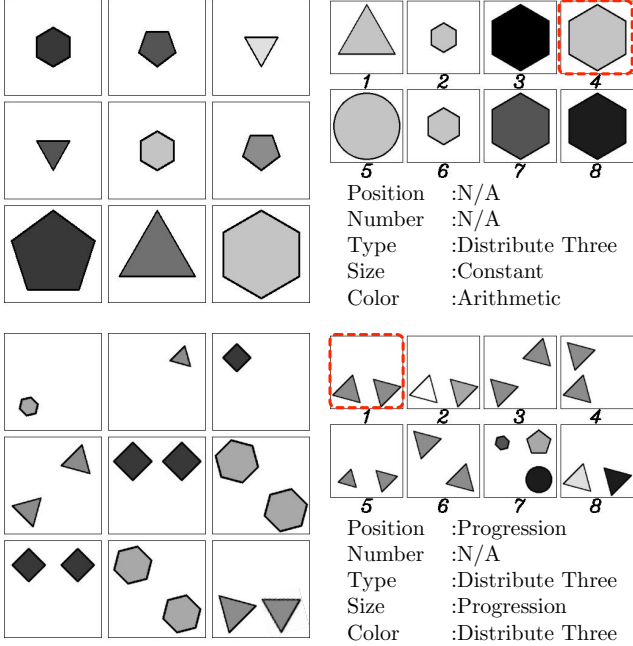 1 2 3 4
5 6 7 8
Position :N/A
Number :N/A
Type :Distribute Three
Size :Constant
Color :Arithmetic
1 2 3 4
5 6 7 8
Position :Progression
Number :N/A
Type :Distribute Three
Size :Progression
Color :Distribute Three